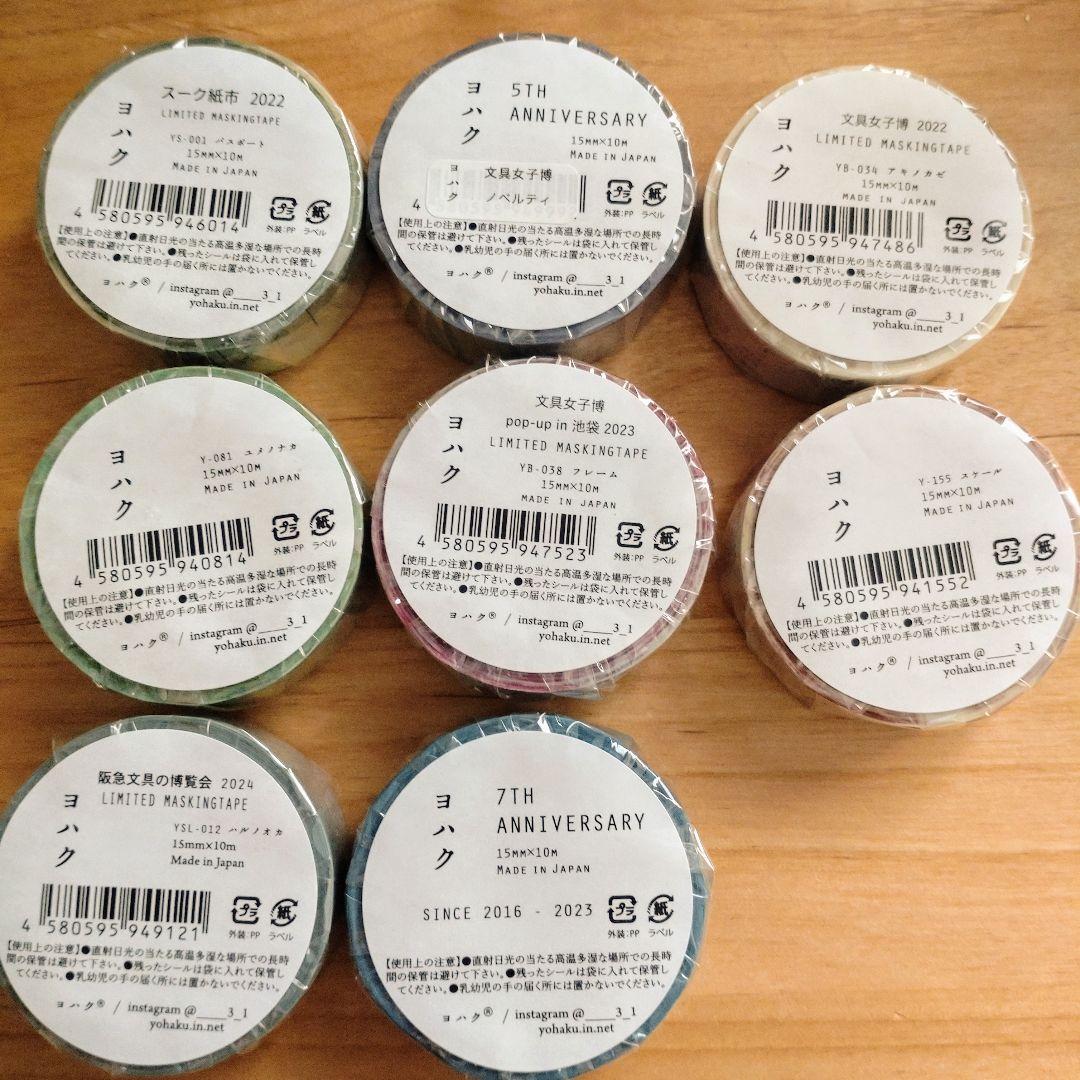 ヨハク
スーク紙市 2022
LIMITED MASKINGTAPE
YS-001 パスポート
15MM×10M
MADE IN JAPAN
4 580595 946014
プラ 紙
外装:PP ラベル
【使用上の注意】●直射日光の当たる高温多湿な場所での長時
間の保管は避けて下さい。●残ったシールは袋に入れて保管し
てください。●乳幼児の手の届く所には置かないでください。
ヨハク® / instagram @____3_1
yohaku.in.net
ヨハク
5TH
ANNIVERSARY
15MM×10M
MADE IN JAPAN
ヨハク
文具女子博
ノベルティ
4
プラ 紙
外装:PP ラベル
【使用上の注意】●直射日光の当たる高温多湿な場所での長時
間の保管は避けて下さい。●残ったシールは袋に入れて保管し
てください。●乳幼児の手の届く所には置かないでください。
ヨハク® / instagram @____3_1
yohaku.in.net
ヨハク
文具女子博 2022
LIMITED MASKINGTAPE
YB-034 アキノカゼ
15MM×10M
MADE IN JAPAN
4 580595 947486
プラ 紙
外装:PP ラベル
【使用上の注意】●直射日光の当たる高温多湿な場所での長時
間の保管は避けて下さい。●残ったシールは袋に入れて保管し
てください。●乳幼児の手の届く所には置かないでください。
ヨハク® / instagram @____3_1
yohaku.in.net
ヨハク
Y-081 ユメノナカ
15MM×10M
MADE IN JAPAN
4 580595 940814
プラ 紙
外装:PP ラベル
【使用上の注意】●直射日光の当たる高温多湿な場所での長時
間の保管は避けて下さい。●残ったシールは袋に入れて保管し
てください。●乳幼児の手の届く所には置かないでください。
ヨハク® / instagram @____3_1
yohaku.in.net
ヨハク
文具女子博
pop-up in 池袋 2023
LIMITED MASKINGTAPE
YB-038 フレーム
15MM×10M
MADE IN JAPAN
4 580595 947523
プラ 紙
外装:PP ラベル
【使用上の注意】●直射日光の当たる高温多湿な場所での長時
間の保管は避けて下さい。●残ったシールは袋に入れて保管し
てください。●乳幼児の手の届く所には置かないでください。
ヨハク® / instagram @____3_1
yohaku.in.net
ヨハク
Y-155 スケール
15MM×10M
MADE IN JAPAN
4 580595 941552
プラ 紙
外装:PP ラベル
【使用上の注意】●直射日光の当たる高温多湿な場所での長時
間の保管は避けて下さい。●残ったシールは袋に入れて保管し
てください。●乳幼児の手の届く所には置かないでください。
ヨハク® / instagram @____3_1
yohaku.in.net
ヨハク
阪急文具の博覧会 2024
LIMITED MASKINGTAPE
YSL-012 ハルノオカ
15mm×10m
Made in Japan
4 580595 949121
プラ 紙
外装:PP ラベル
【使用上の注意】●直射日光の当たる高温多湿な場所での長時
間の保管は避けて下さい。●残ったシールは袋に入れて保管し
てください。●乳幼児の手の届く所には置かないでください。
ヨハク® / instagram @____3_1
yohaku.in.net
ヨハク
7TH
ANNIVERSARY
15MM×10M
MADE IN JAPAN
SINCE 2016 - 2023
プラ 紙
外装:PP ラベル
【使用上の注意】●直射日光の当たる高温多湿な場所での長時
間の保管は避けて下さい。●残ったシールは袋に入れて保管し
てください。●乳幼児の手の届く所には置かないでください。
ヨハク® / instagram @____3_1
yohaku.in.net